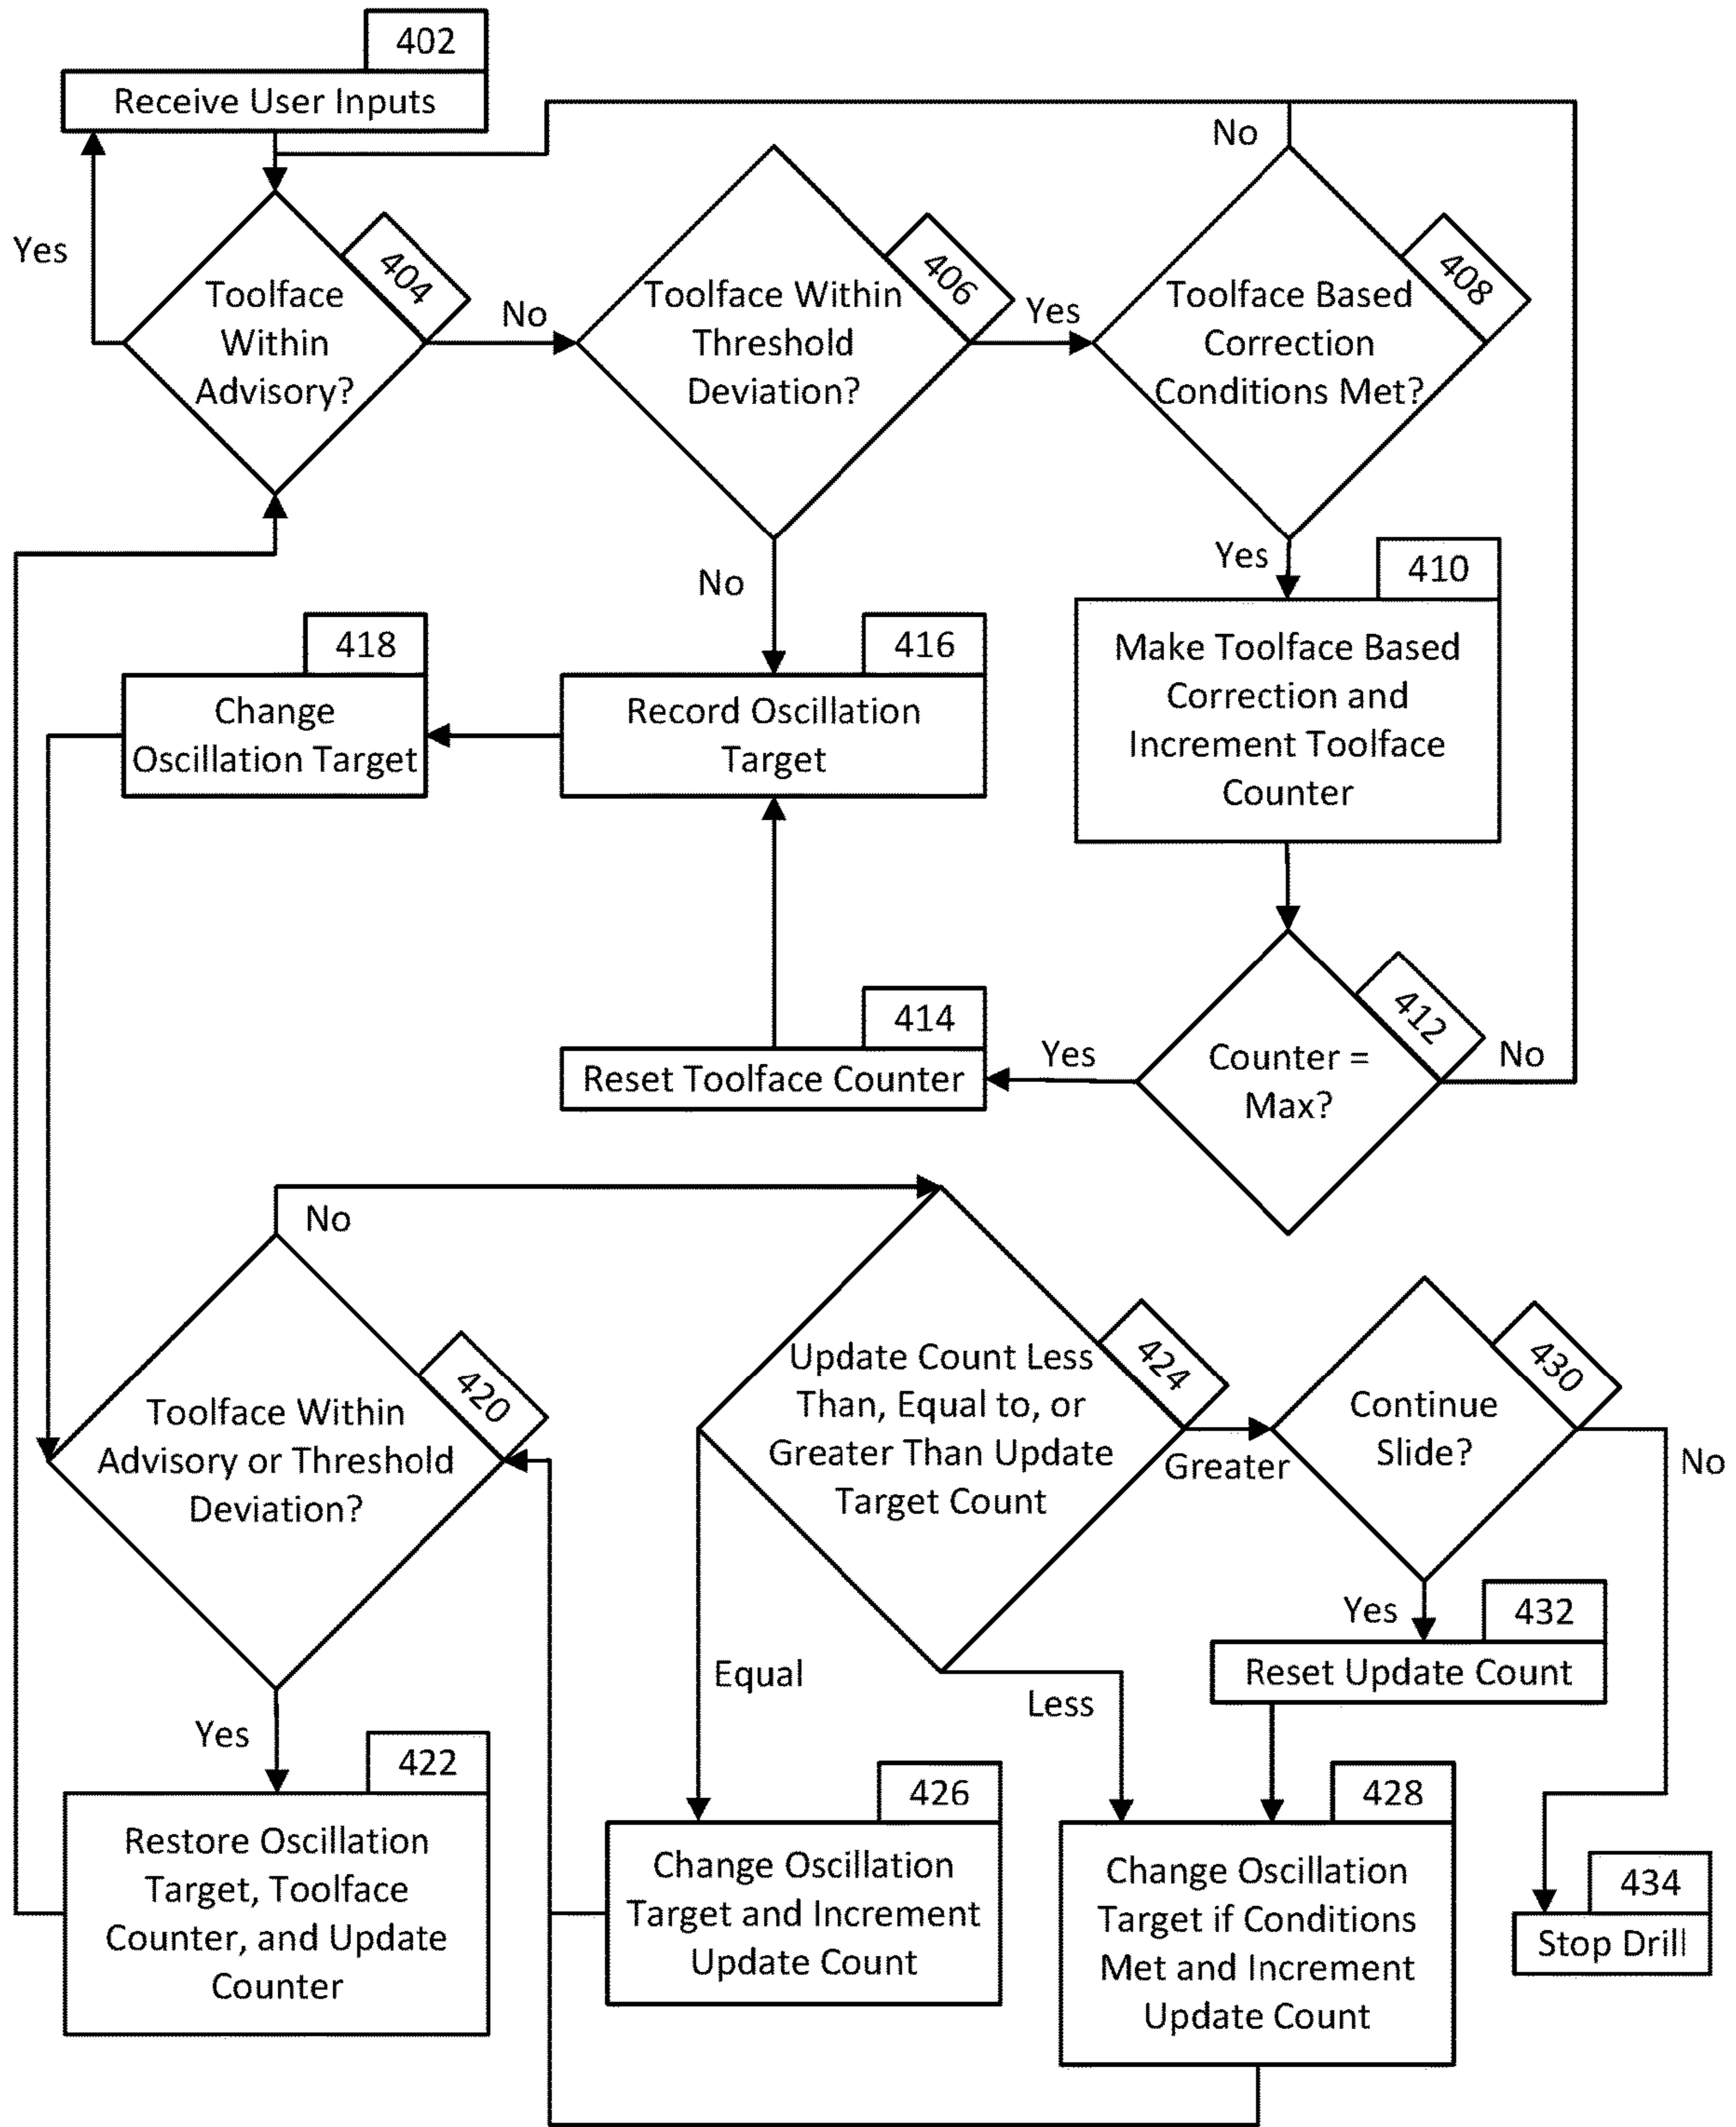 402
Receive User Inputs
Yes
404
Toolface
Within
Advisory?
No
406
Toolface Within
Threshold
Deviation?
Yes
No
408
Toolface Based
Correction
Conditions Met?
Yes
410
Make Toolface Based
Correction and
Increment Toolface
Counter
No
416
Record Oscillation
Target
418
Change
Oscillation Target
412
Counter =
Max?
No
Yes
414
Reset Toolface Counter
No
420
Toolface Within
Advisory or Threshold
Deviation?
424
Update Count Less
Than, Equal to, or
Greater Than Update
Target Count
Greater
430
Continue
Slide?
No
Yes
432
Reset Update Count
Equal
Less
Yes
422
Restore Oscillation
Target, Toolface
Counter, and Update
Counter
426
Change Oscillation
Target and Increment
Update Count
428
Change Oscillation
Target if Conditions
Met and Increment
Update Count
434
Stop Drill